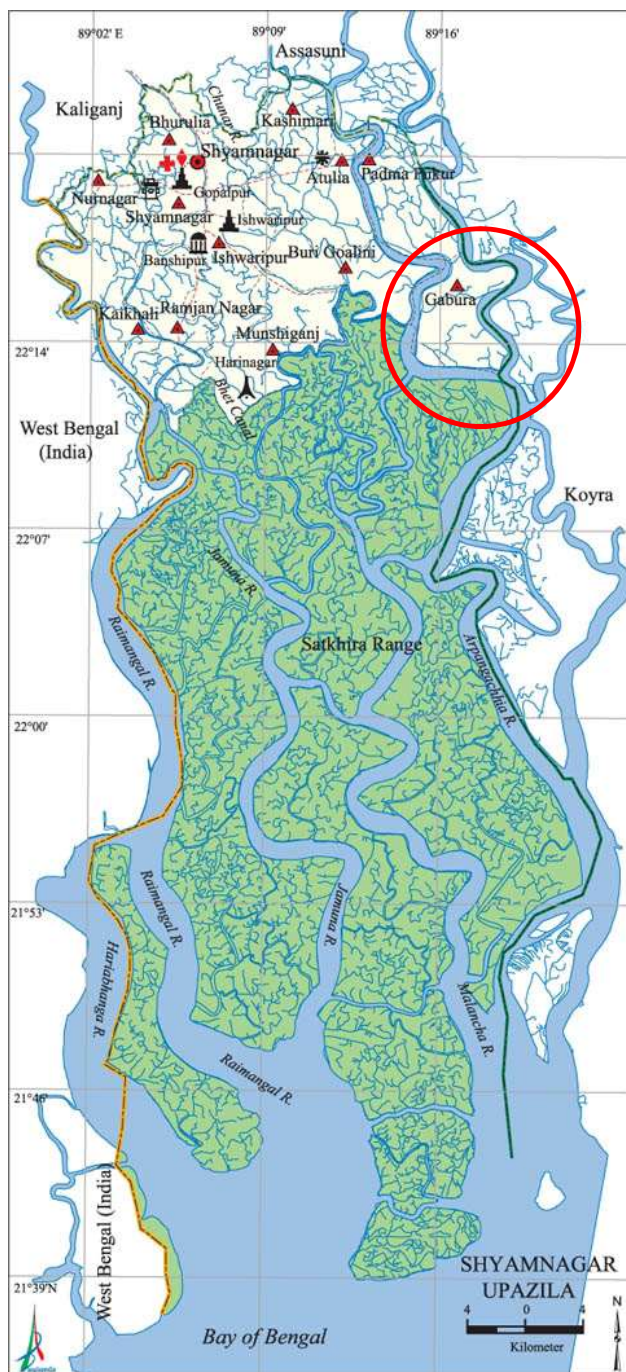 89°02' E
89°09'
89°16'
Assasuni
Kaliganj
Chunar R.
Kashimari
Bhurulia
Shyamnagar
Atulia
Padma Pukur
Nurnagar
Gopalpur
Shyamnagar
Ishwaripur
Banshipur
Ishwaripur
Buri Goalini
Gabura
Kaikhali
Ramjan Nagar
Munshiganj
22°14'
Harinagar
Bhet Canal
West Bengal
(India)
Koyra
22°07'
Jamuna R.
Raimangal R.
Satkhira Range
Arpangachhia R.
22°00'
21°53'
Raimangal R.
Jamuna R.
Hariabhanga R.
Malancha R.
Raimangal R.
21°46'
West Bengal (India)
SHYAMNAGAR
UPAZILA
21°39'N
4 0 4
Kilometer
N
S
Bay of Bengal